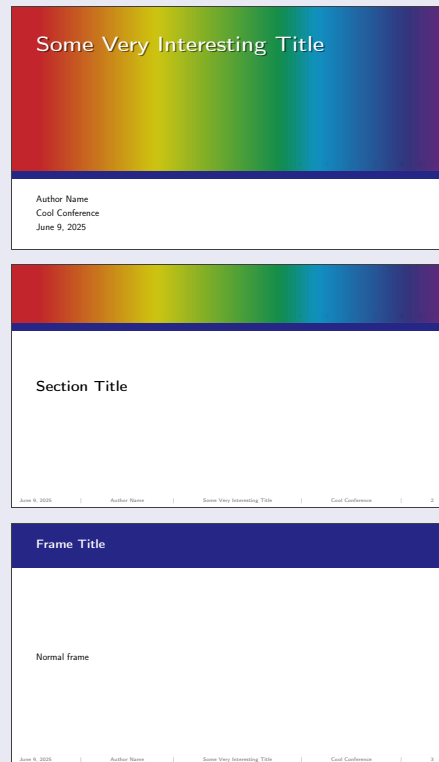 Some Very Interesting Title
Author Name
Cool Conference
June 9, 2025
Section Title
June 9, 2025 | Author Name | Some Very Interesting Title | Cool Conference | 2
Frame Title
Normal frame
June 9, 2025 | Author Name | Some Very Interesting Title | Cool Conference | 3